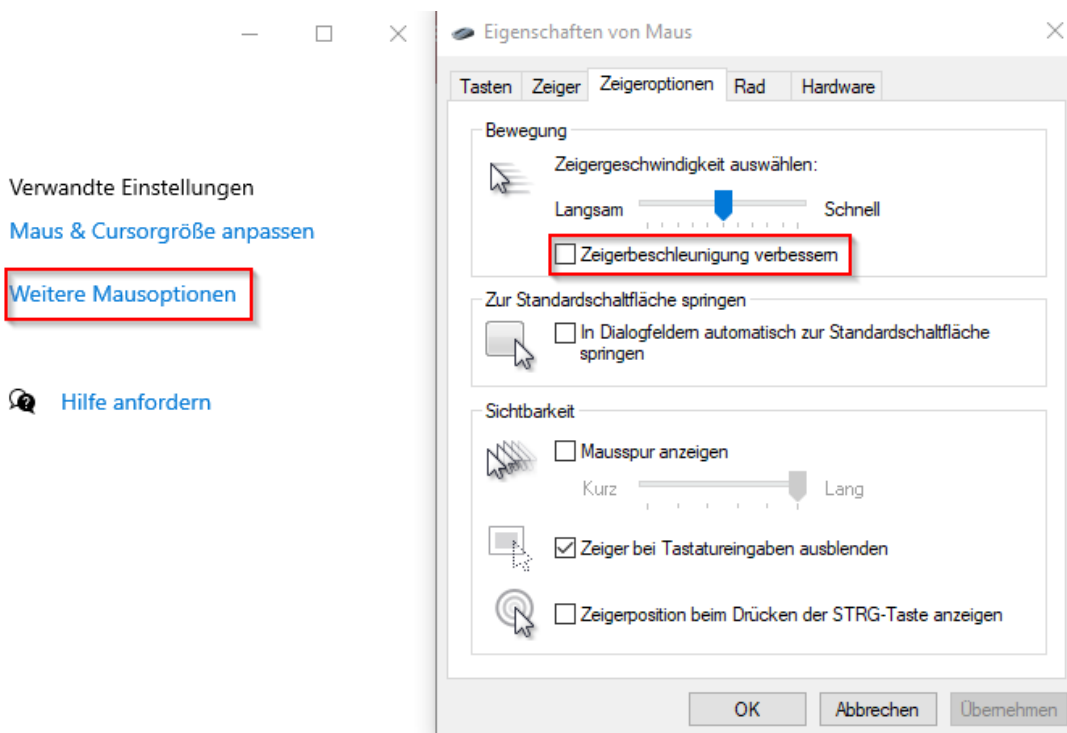 Verwandte Einstellungen
Maus & Cursorgröße anpassen
Weitere Mausoptionen
Hilfe anfordern
Eigenschaften von Maus
Tasten Zeiger Zeigeroptionen Rad Hardware
Bewegung
Zeigergeschwindigkeit auswählen:
Langsam Schnell
Zeigerbeschleunigung verbessern
Zur Standardschaltfläche springen
In Dialogfeldern automatisch zur Standardschaltfläche
springen
Sichtbarkeit
Mausspur anzeigen
Kurz Lang
Zeiger bei Tastatureingaben ausblenden
Zeigerposition beim Drücken der STRG-Taste anzeigen
OK Abbrechen Übernehmen